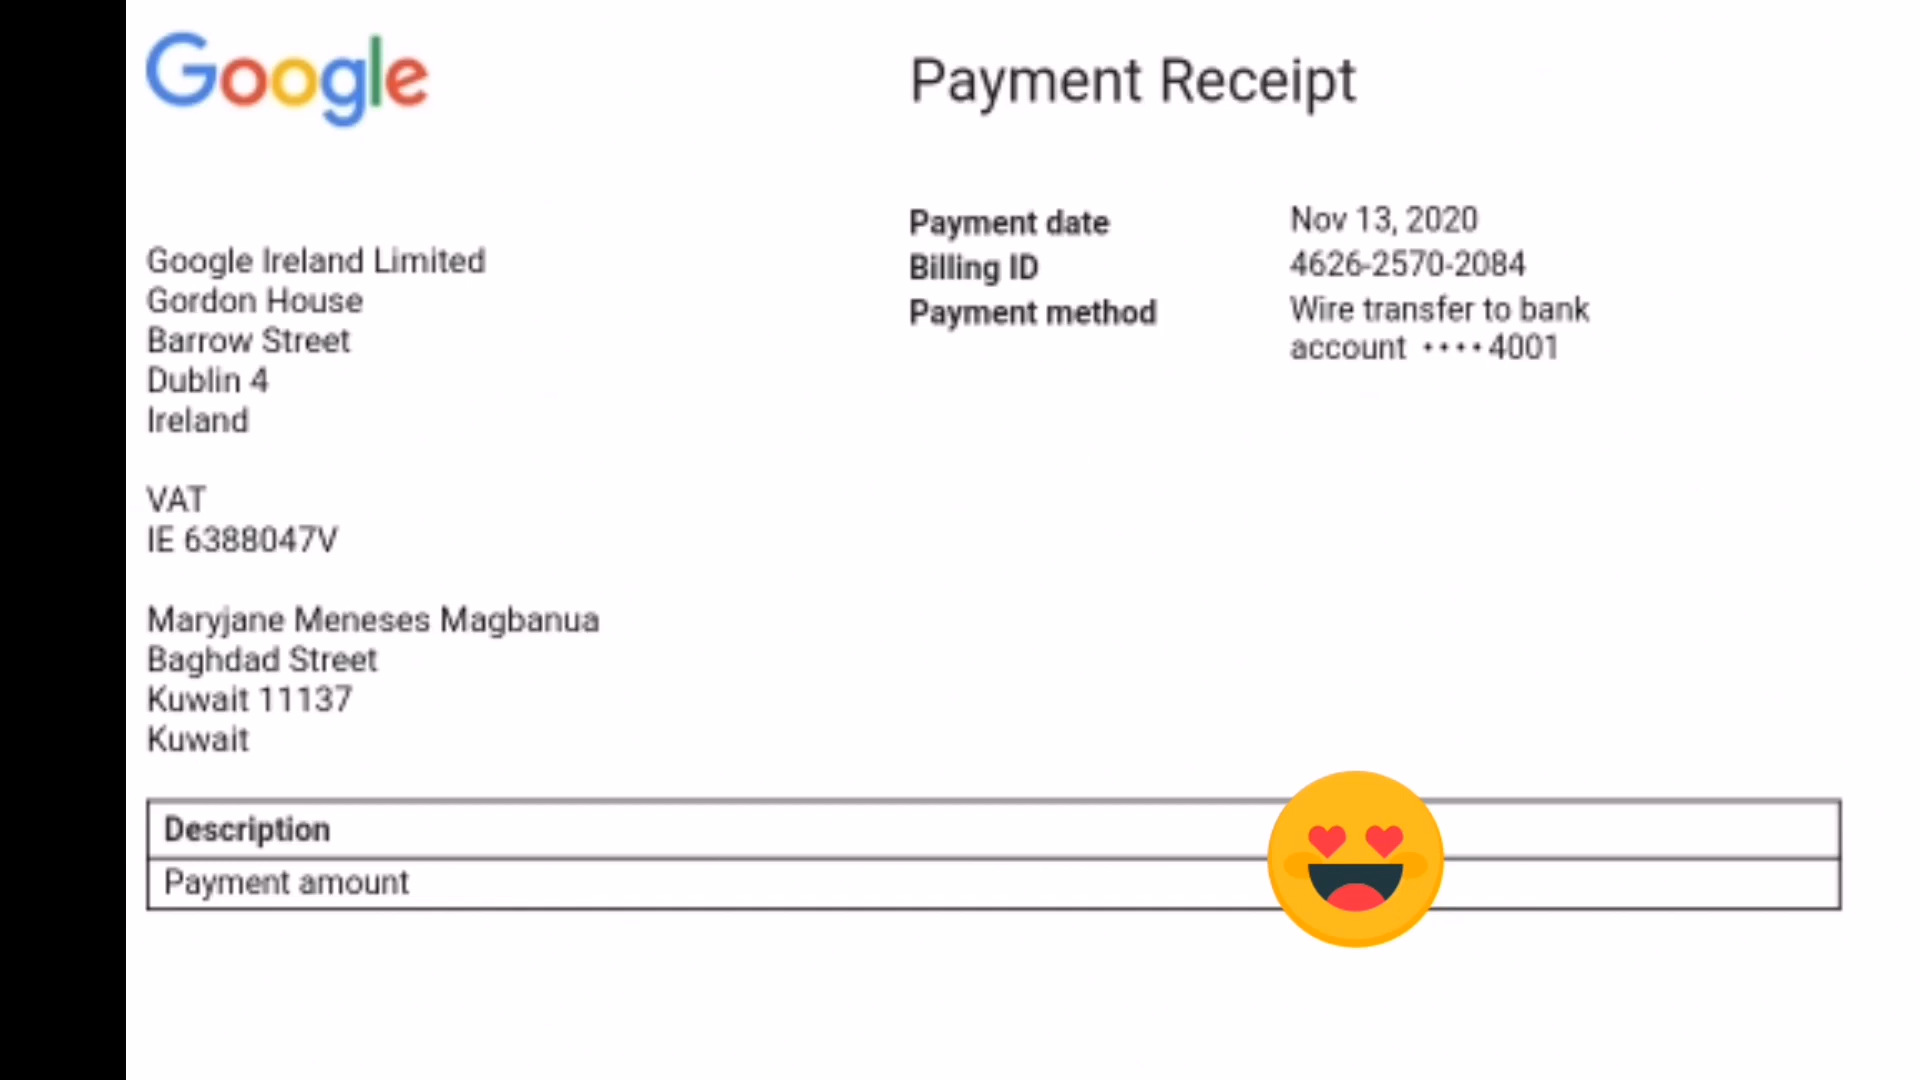 Google
Payment Receipt
Payment date Nov 13, 2020
Billing ID 4626-2570-2084
Payment method Wire transfer to bank
account ····4001
Google Ireland Limited
Gordon House
Barrow Street
Dublin 4
Ireland
VAT
IE 6388047V
Maryjane Meneses Magbanua
Baghdad Street
Kuwait 11137
Kuwait
Description
Payment amount